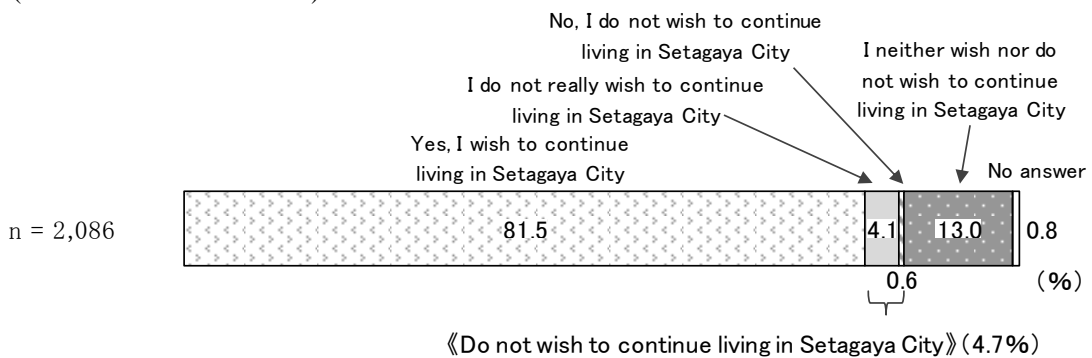 No, I do not wish to continue
living in Setagaya City
I neither wish nor do
not wish to continue
living in Setagaya City
I do not really wish to continue
living in Setagaya City
Yes, I wish to continue
living in Setagaya City
No answer
n = 2,086
81.5
4.1
13.0
0.8
0.6
(%)
《Do not wish to continue living in Setagaya City》(4.7%)